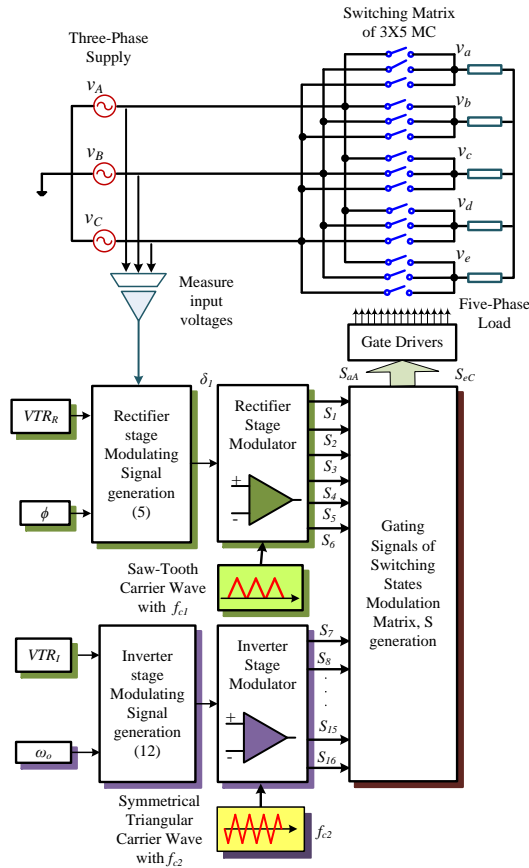 Switching Matrix
of 3X5 MC
Three-Phase
Supply
v_A
v_B
v_C
v_a
v_b
v_c
v_d
v_e
Measure
input
voltages
Five-Phase
Load
Gate Drivers
S_aA
S_eC
δ_1
VTR_R
ϕ
Rectifier
stage
Modulating
Signal
generation
(5)
Rectifier
Stage
Modulator
+
-
S_1
S_2
S_3
S_4
S_5
S_6
Gating
Signals of
Switching
States
Modulation
Matrix, S
generation
Saw-Tooth
Carrier Wave
with f_c1
VTR_I
ω_o
Inverter
stage
Modulating
Signal
generation
(12)
Inverter
Stage
Modulator
+
-
S_7
S_8
.
.
.
S_15
S_16
Symmetrical
Triangular
Carrier Wave
with f_c2
f_c2